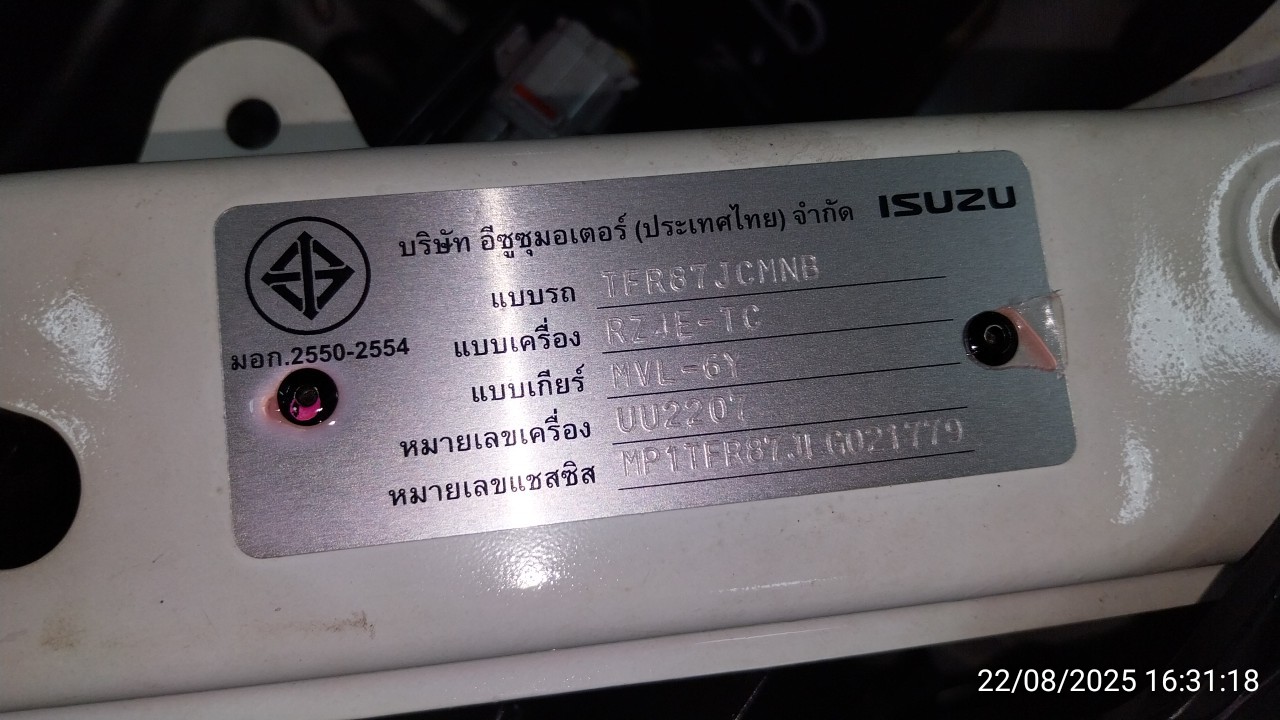 บริษัท อีซูซุมอเตอร์ (ประเทศไทย) จำกัด ISUZU
มอก.2550-2554
แบบรถ TFR87JCMNB
แบบเครื่อง RZ4E-TC
แบบเกียร์ MVL-6Y
หมายเลขเครื่อง UU2207
หมายเลขแชสซิส
22/08/2025 16:31:18